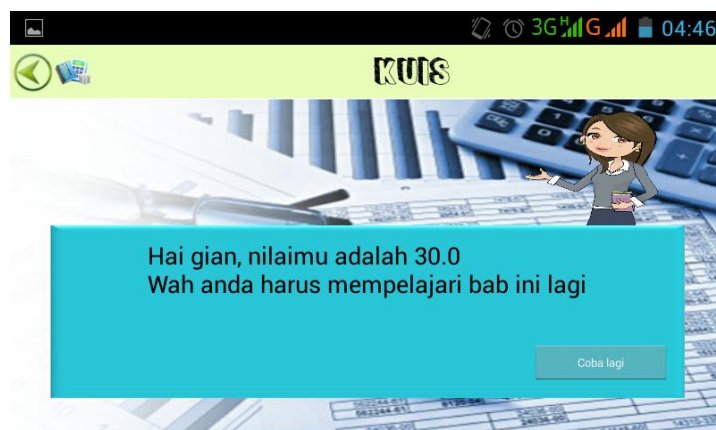 3G H G 04:46
KUIS
Hai gian, nilaimu adalah 30.0
Wah anda harus mempelajari bab ini lagi
Coba lagi